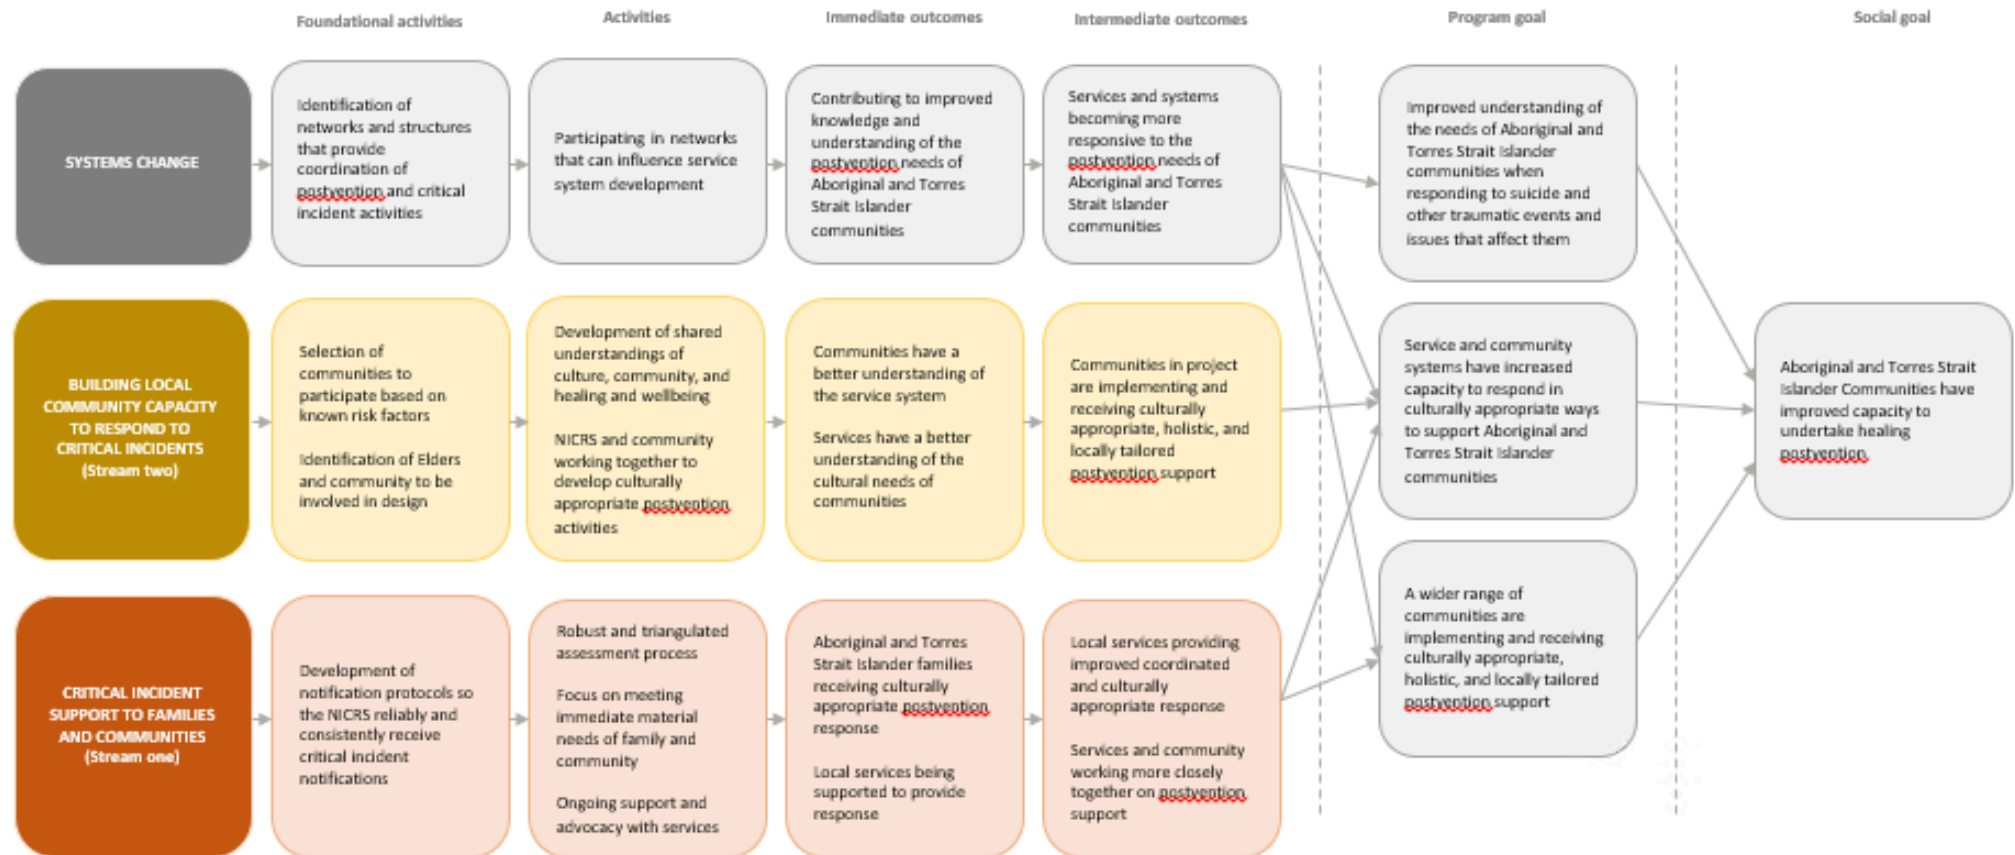 Foundational activities
Activities
Immediate outcomes
Intermediate outcomes
Program goal
Social goal
SYSTEMS CHANGE
Identification of
networks and structures
that provide
coordination of
postvention and critical
incident activities
Participating in networks
that can influence service
system development
Contributing to improved
knowledge and
understanding of the
postvention needs of
Aboriginal and Torres
Strait Islander
communities
Services and systems
becoming more
responsive to the
postvention needs of
Aboriginal and Torres
Strait Islander
communities
Improved understanding of
the needs of Aboriginal and
Torres Strait Islander
communities when
responding to suicide and
other traumatic events and
issues that affect them
BUILDING LOCAL
COMMUNITY CAPACITY
TO RESPOND TO
CRITICAL INCIDENTS
(Stream two)
Selection of
communities to
participate based on
known risk factors
Identification of Elders
and community to be
involved in design
Development of shared
understandings of
culture, community, and
healing and wellbeing
NICRS and community
working together to
develop culturally
appropriate postvention
activities
Communities have a
better understanding of
the service system
Services have a better
understanding of the
cultural needs of
communities
Communities in project
are implementing and
receiving culturally
appropriate, holistic, and
locally tailored
postvention support
Service and community
systems have increased
capacity to respond in
culturally appropriate ways
to support Aboriginal and
Torres Strait Islander
communities
Aboriginal and Torres Strait
Islander Communities have
improved capacity to
undertake healing
postvention
CRITICAL INCIDENT
SUPPORT TO FAMILIES
AND COMMUNITIES
(Stream one)
Development of
notification protocols so
the NICRS reliably and
consistently receive
critical incident
notifications
Robust and triangulated
assessment process
Focus on meeting
immediate material
needs of family and
community
Ongoing support and
advocacy with services
Aboriginal and Torres
Strait Islander families
receiving culturally
appropriate postvention
response
Local services being
supported to provide
response
Local services providing
improved coordinated
and culturally
appropriate response
Services and community
working more closely
together on postvention
support
A wider range of
communities are
implementing and receiving
culturally appropriate,
holistic, and locally tailored
postvention support